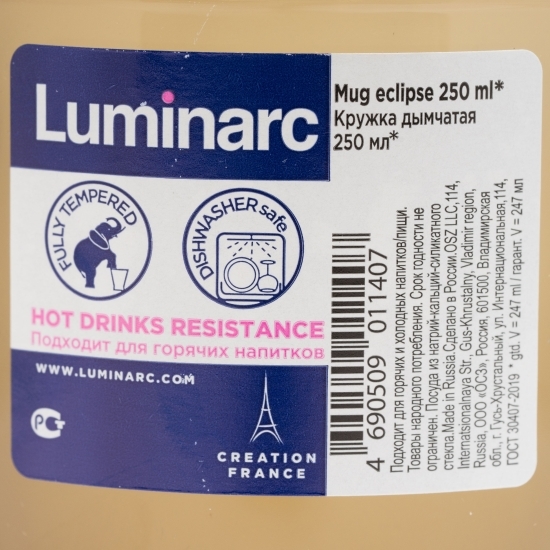 Luminarc
FULLY TEMPERED
DISHWASHER safe
HOT DRINKS RESISTANCE
Подходит для горячих напитков
WWW.LUMINARC.COM
РСТ
CREATION
FRANCE
Mug eclipse 250 ml*
Кружка дымчатая
250 мл*
4 690509 011407
Подходит для горячих и холодных напитков/пищи.
Товары народного потребления. Срок годности не
ограничен. Посуда из натрий-кальций-силикатного
стекла.Made in Russia.Сделано в России.OSZ LLC,114,
Internatsionalnaya Str., Gus-Khrustalny, Vladimir region,
Russia, ООО «ОСЗ», Россия, 601500, Владимирская
обл., г. Гусь-Хрустальный, ул. Интернациональная,114,
ГОСТ 30407-2019 * gtd. V = 247 ml / гарант. V = 247 мл